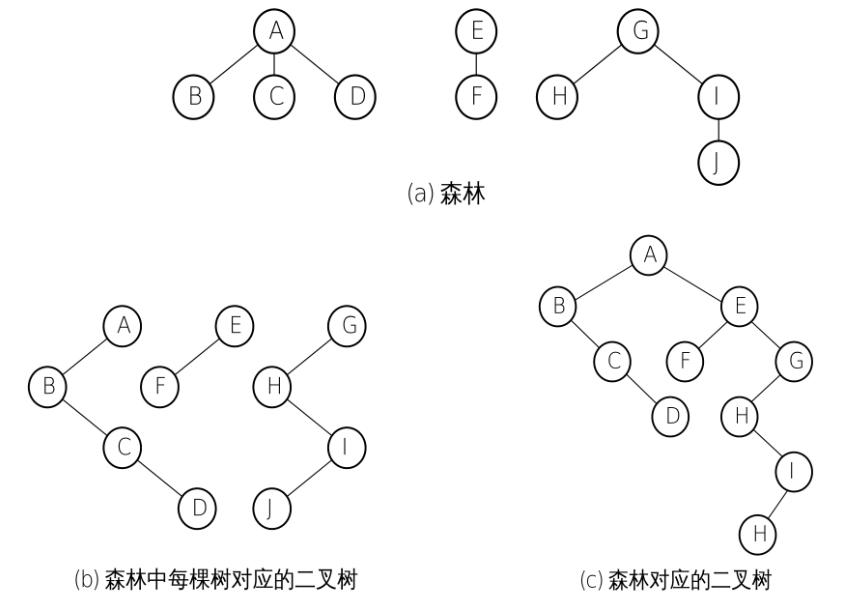 A E G
B C D F H I
J
(a) 森林
A
B E
A E G
C F G
B F H
D H
C I
I
D J
H
(b) 森林中每棵树对应的二叉树
(c) 森林对应的二叉树